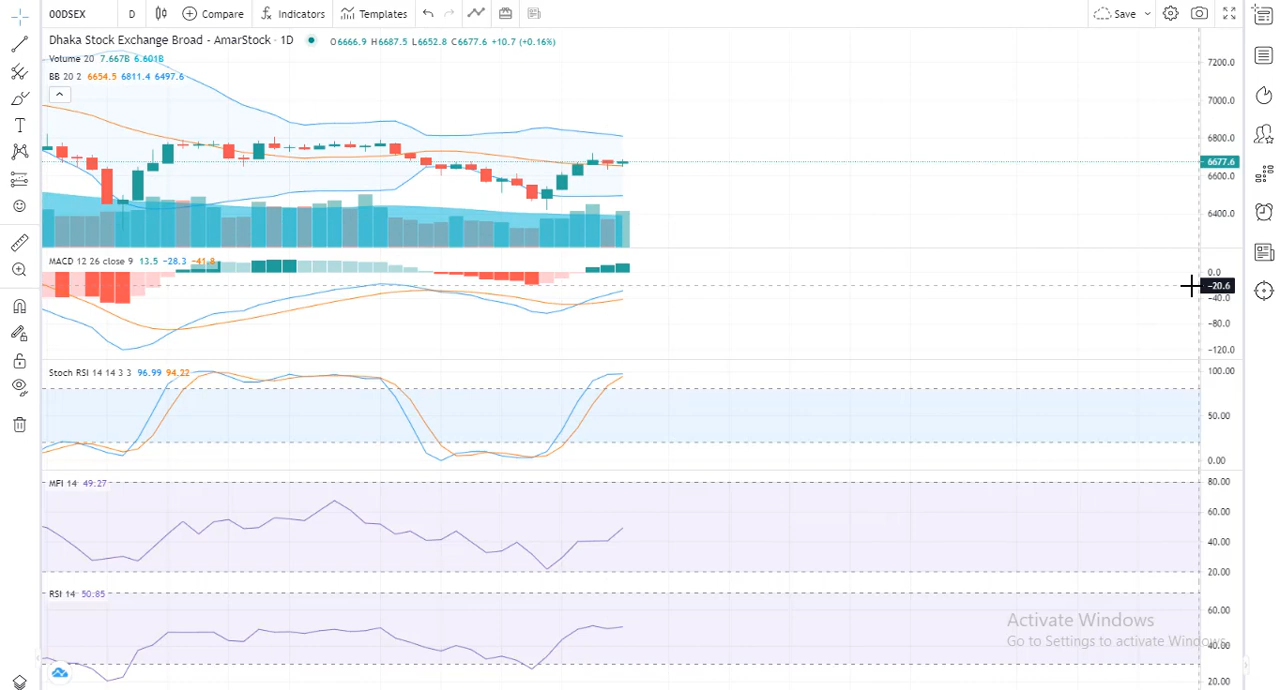 00DSEX D Compare Indicators Templates Save
Dhaka Stock Exchange Broad - AmarStock · 1D O6666.9 H6687.5 L6652.8 C6677.6 +10.7 (+0.16%)
Volume 20 7.667B 6.601B
BB 20 2 6654.5 6811.4 6497.6
7200.0
7000.0
6800.0
6677.6
6600.0
6400.0
MACD 12 26 close 9 13.5 −28.3 −41.8
0.0
−20.6
−40.0
−80.0
−120.0
Stoch RSI 14 14 3 3 96.99 94.22
100.00
50.00
0.00
MFI 14 49.27
80.00
60.00
40.00
20.00
RSI 14 50.85
60.00
Activate Windows
Go to Settings to activate Windows.
40.00
20.00